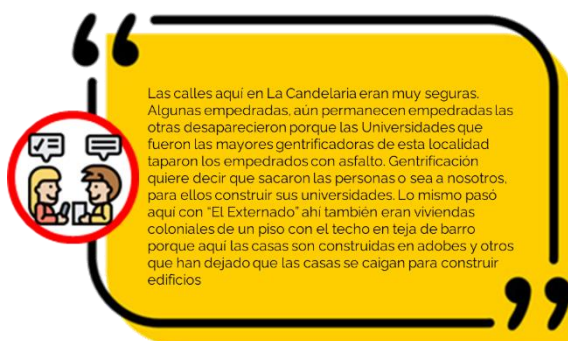 Las calles aquí en La Candelaria eran muy seguras.
Algunas empedradas, aún permanecen empedradas las
otras desaparecieron porque las Universidades que
fueron las mayores gentrificadoras de esta localidad
taparon los empedrados con asfalto. Gentrificación
quiere decir que sacaron las personas o sea a nosotros,
para ellos construir sus universidades. Lo mismo pasó
aquí con “El Externado” ahí también eran viviendas
coloniales de un piso con el techo en teja de barro
porque aquí las casas son construidas en adobes y otros
que han dejado que las casas se caigan para construir
edificios